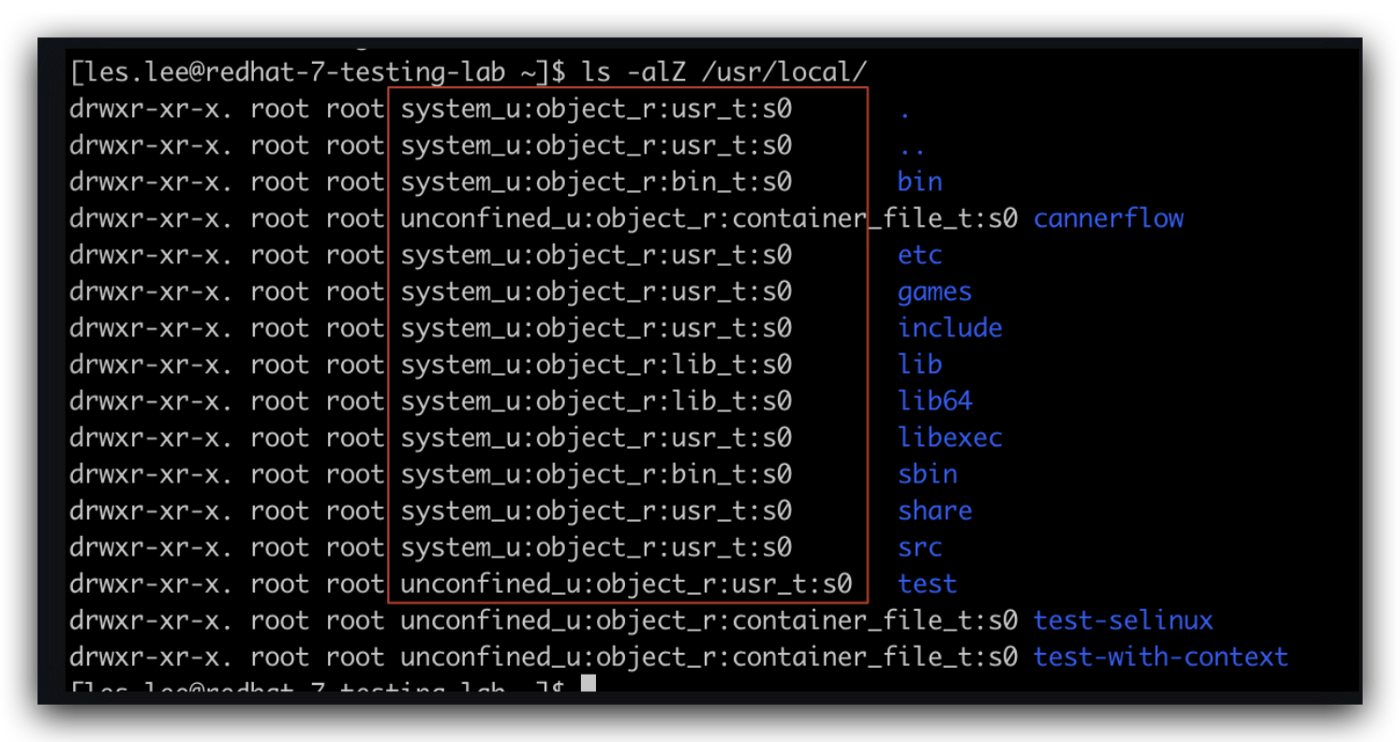 [les.lee@redhat-7-testing-lab ~]$ ls -alZ /usr/local/
drwxr-xr-x. root root system_u:object_r:usr_t:s0 .
drwxr-xr-x. root root system_u:object_r:usr_t:s0 ..
drwxr-xr-x. root root system_u:object_r:bin_t:s0 bin
drwxr-xr-x. root root unconfined_u:object_r:container_file_t:s0 cannerflow
drwxr-xr-x. root root system_u:object_r:usr_t:s0 etc
drwxr-xr-x. root root system_u:object_r:usr_t:s0 games
drwxr-xr-x. root root system_u:object_r:usr_t:s0 include
drwxr-xr-x. root root system_u:object_r:lib_t:s0 lib
drwxr-xr-x. root root system_u:object_r:lib_t:s0 lib64
drwxr-xr-x. root root system_u:object_r:usr_t:s0 libexec
drwxr-xr-x. root root system_u:object_r:bin_t:s0 sbin
drwxr-xr-x. root root system_u:object_r:usr_t:s0 share
drwxr-xr-x. root root system_u:object_r:usr_t:s0 src
drwxr-xr-x. root root unconfined_u:object_r:usr_t:s0 test
drwxr-xr-x. root root unconfined_u:object_r:container_file_t:s0 test-selinux
drwxr-xr-x. root root unconfined_u:object_r:container_file_t:s0 test-with-context
[les.lee@redhat-7-testing-lab ~]$